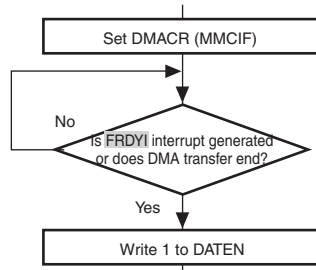 Set DMACR (MMCIF)
No
Is FRDYI interrupt generated
or does DMA transfer end?
Yes
Write 1 to DATEN